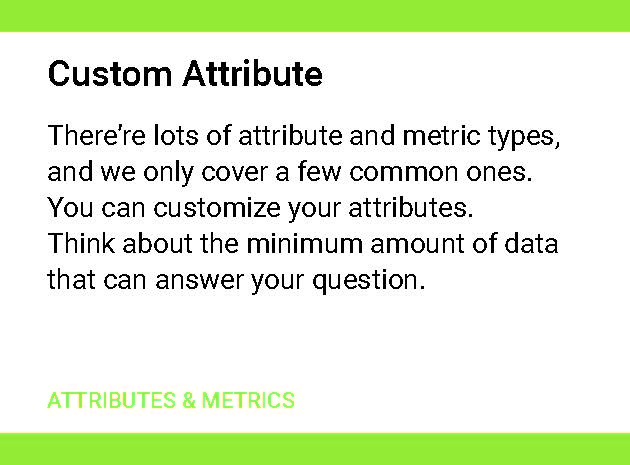 Custom Attribute
There’re lots of attribute and metric types,
and we only cover a few common ones.
You can customize your attributes.
Think about the minimum amount of data
that can answer your question.
ATTRIBUTES & METRICS